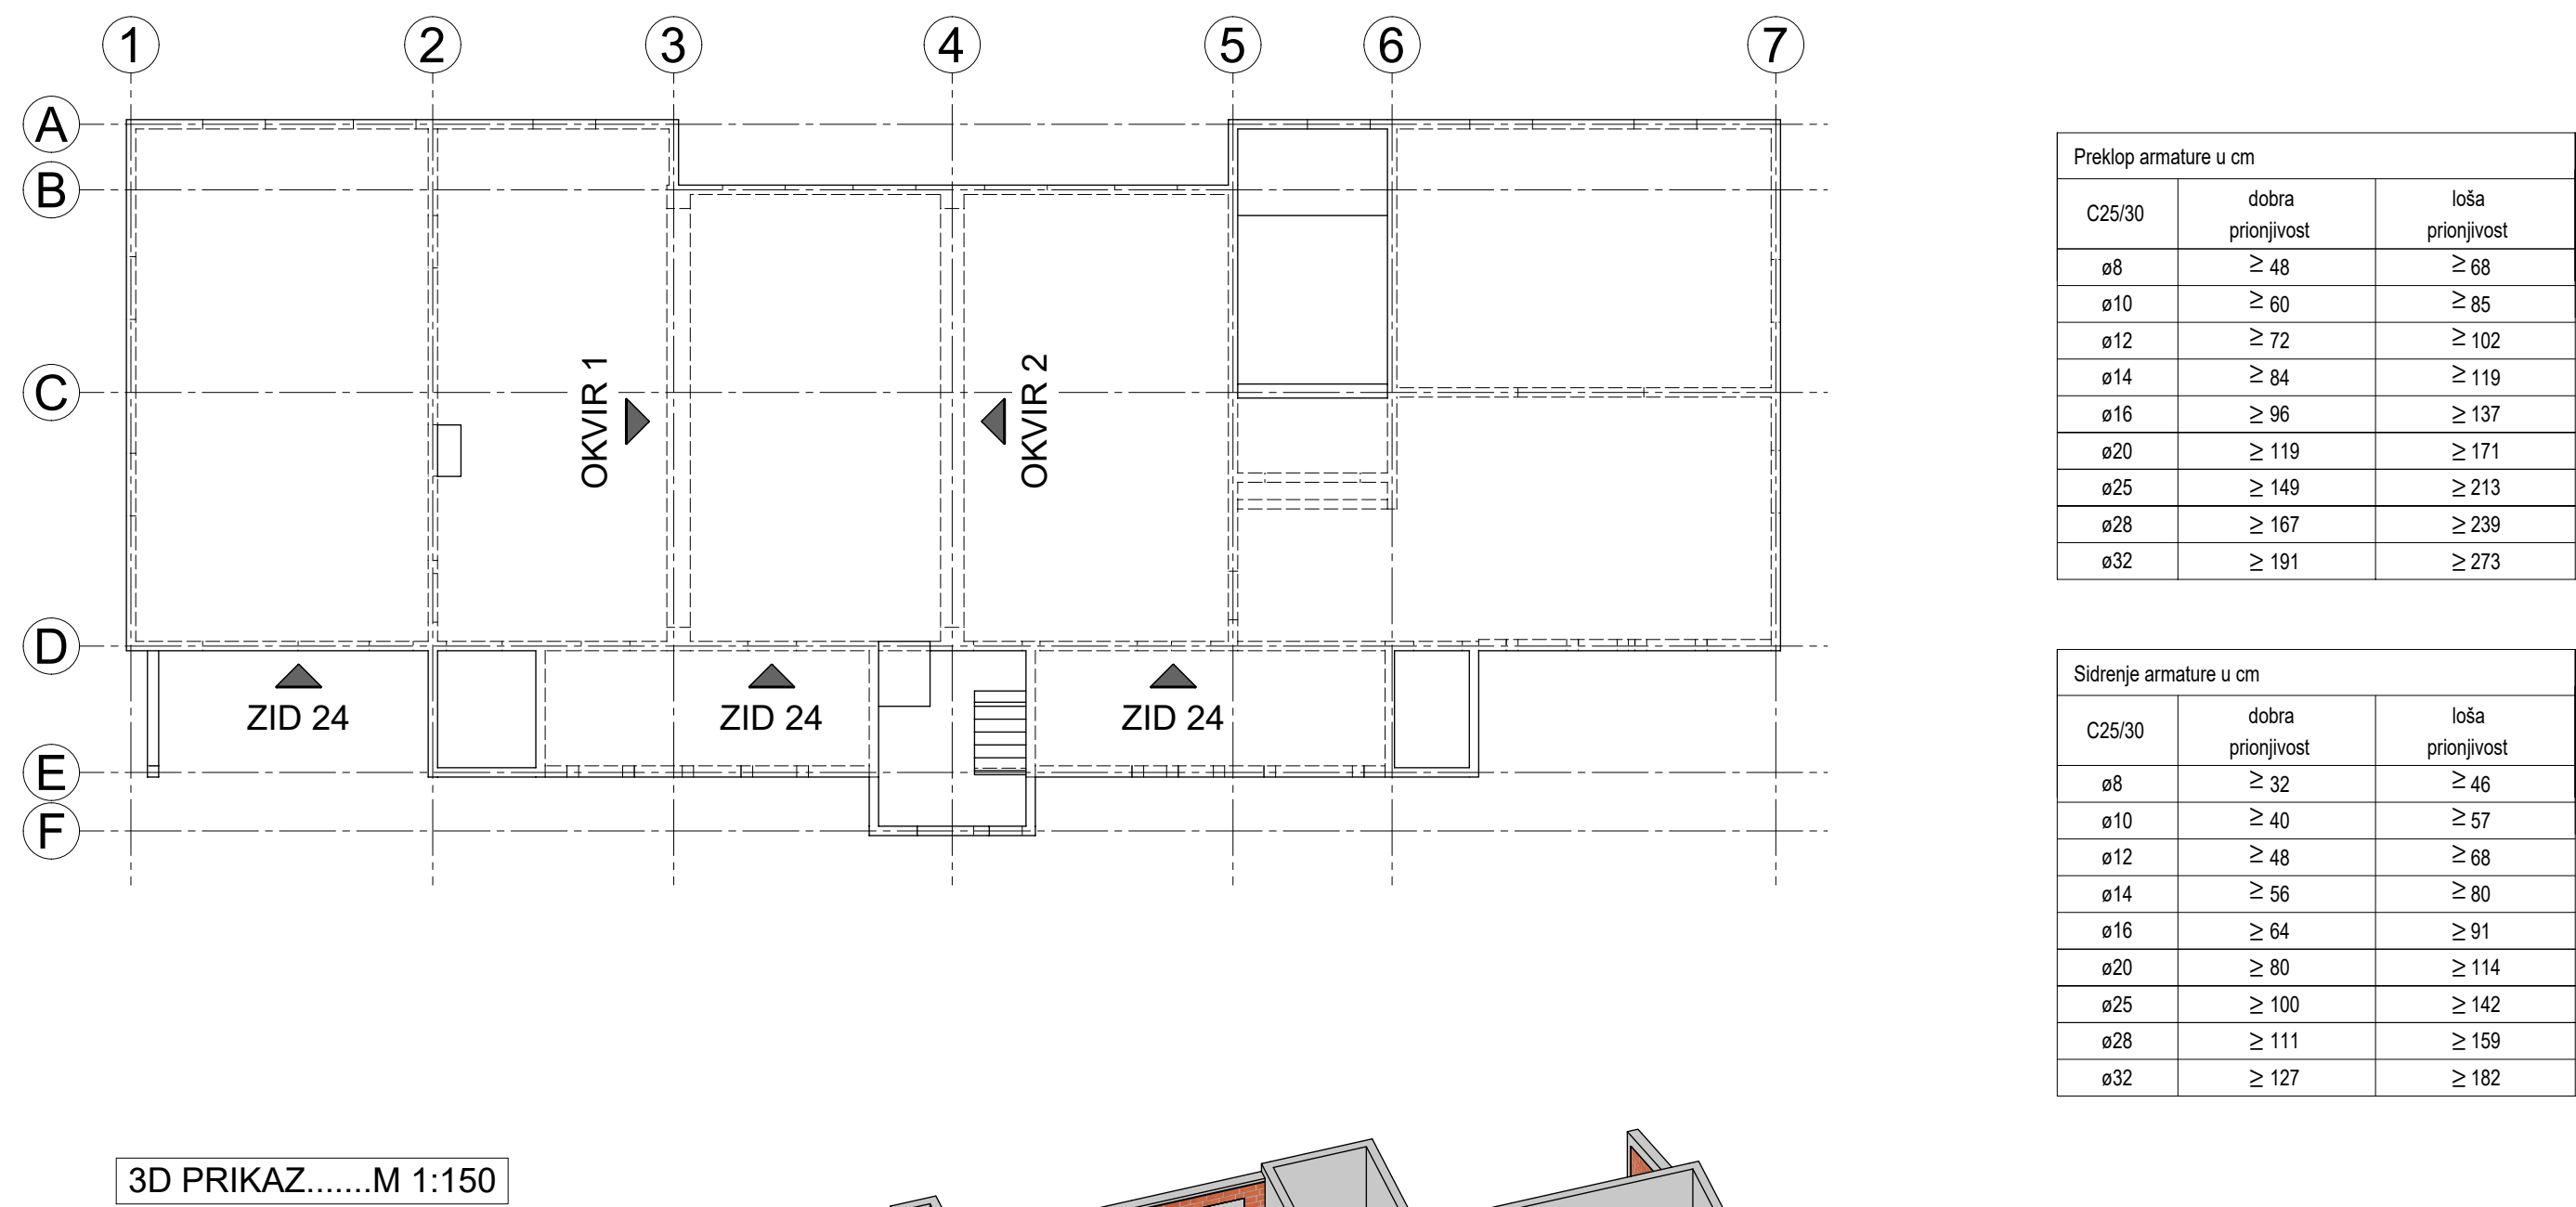 1 2 3 4 5 6 7
A
B
C
D
E
F
OKVIR 1
OKVIR 2
ZID 24 ZID 24 ZID 24
3D PRIKAZ.......M 1:150
Preklop armature u cm
C25/30 dobra prionjivost loša prionjivost
ø8 ≥ 48 ≥ 68
ø10 ≥ 60 ≥ 85
ø12 ≥ 72 ≥ 102
ø14 ≥ 84 ≥ 119
ø16 ≥ 96 ≥ 137
ø20 ≥ 119 ≥ 171
ø25 ≥ 149 ≥ 213
ø28 ≥ 167 ≥ 239
ø32 ≥ 191 ≥ 273
Sidrenje armature u cm
C25/30 dobra prionjivost loša prionjivost
ø8 ≥ 32 ≥ 46
ø10 ≥ 40 ≥ 57
ø12 ≥ 48 ≥ 68
ø14 ≥ 56 ≥ 80
ø16 ≥ 64 ≥ 91
ø20 ≥ 80 ≥ 114
ø25 ≥ 100 ≥ 142
ø28 ≥ 111 ≥ 159
ø32 ≥ 127 ≥ 182